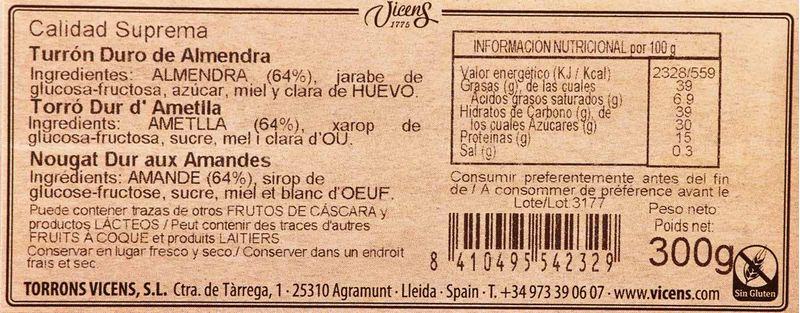 Vicens
1775
Calidad Suprema
Turrón Duro de Almendra
Ingredientes: ALMENDRA (64%), jarabe de
glucosa-fructosa, azúcar, miel y clara de HUEVO.
Torró Dur d' Ametlla
Ingredients: AMETLLA (64%), xarop de
glucosa-fructosa, sucre, mel i clara d'OU.
Nougat Dur aux Amandes
Ingrédients: AMANDE (64%), sirop de
glucose-fructose, sucre, miel et blanc d'OEUF.
Puede contener trazas de otros FRUTOS DE CÁSCARA y
productos LÁCTEOS / Peut contenir des traces d'autres
FRUITS À COQUE et produits LAITIERS
Conservar en lugar fresco y seco./ Conserver dans un endroit
frais et sec.
INFORMACION NUTRICIONAL por 100 g
Valor energético (KJ / Kcal) 2328/559
Grasas (g), de las cuales 39
Ácidos grasos saturados (g) 6.9
Hidratos de Carbono (g), de 39
los cuales Azúcares (g) 30
Proteínas (g) 15
Sal (g) 0.3
Consumir preferentemente antes del fin
de / À consommer de préférence avant le
Lote/Lot 3177
Peso neto
Poids net:
300g
8 410495 542329
Sin Gluten
TORRONS VICENS, S.L. Ctra. de Tàrrega, 1 · 25310 Agramunt · Lleida · Spain · T. +34 973 39 06 07 · www.vicens.com